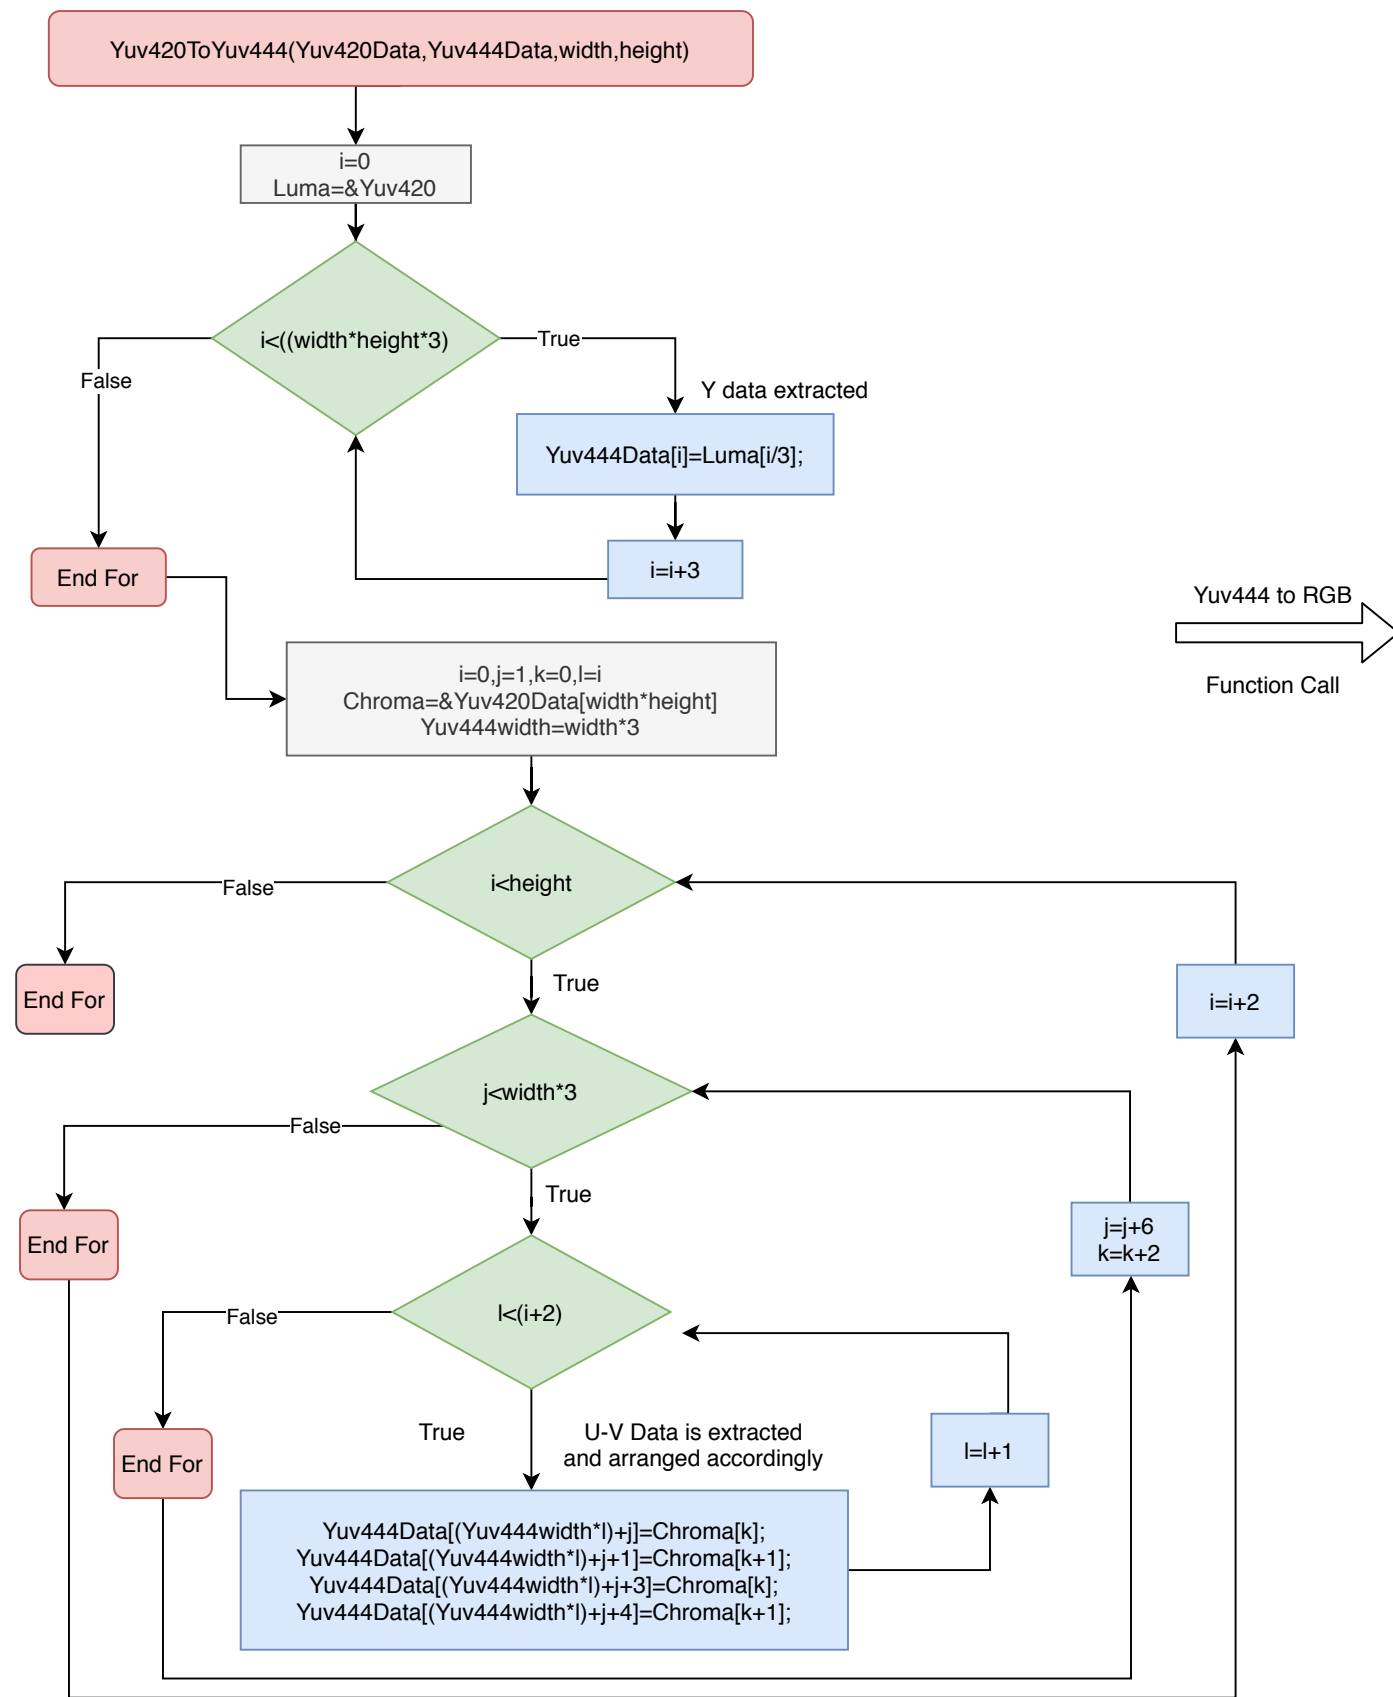 Yuv420ToYuv444(Yuv420Data,Yuv444Data,width,height)
i=0
Luma=&Yuv420
i<((width*height*3)
True
False
Y data extracted
Yuv444Data[i]=Luma[i/3];
i=i+3
End For
Yuv444 to RGB
Function Call
i=0,j=1,k=0,l=i
Chroma=&Yuv420Data[width*height]
Yuv444width=width*3
i<height
False
End For
True
i=i+2
j<width*3
False
True
End For
j=j+6
k=k+2
l<(i+2)
False
True
U-V Data is extracted
and arranged accordingly
l=l+1
End For
Yuv444Data[(Yuv444width*l)+j]=Chroma[k];
Yuv444Data[(Yuv444width*l)+j+1]=Chroma[k+1];
Yuv444Data[(Yuv444width*l)+j+3]=Chroma[k];
Yuv444Data[(Yuv444width*l)+j+4]=Chroma[k+1];